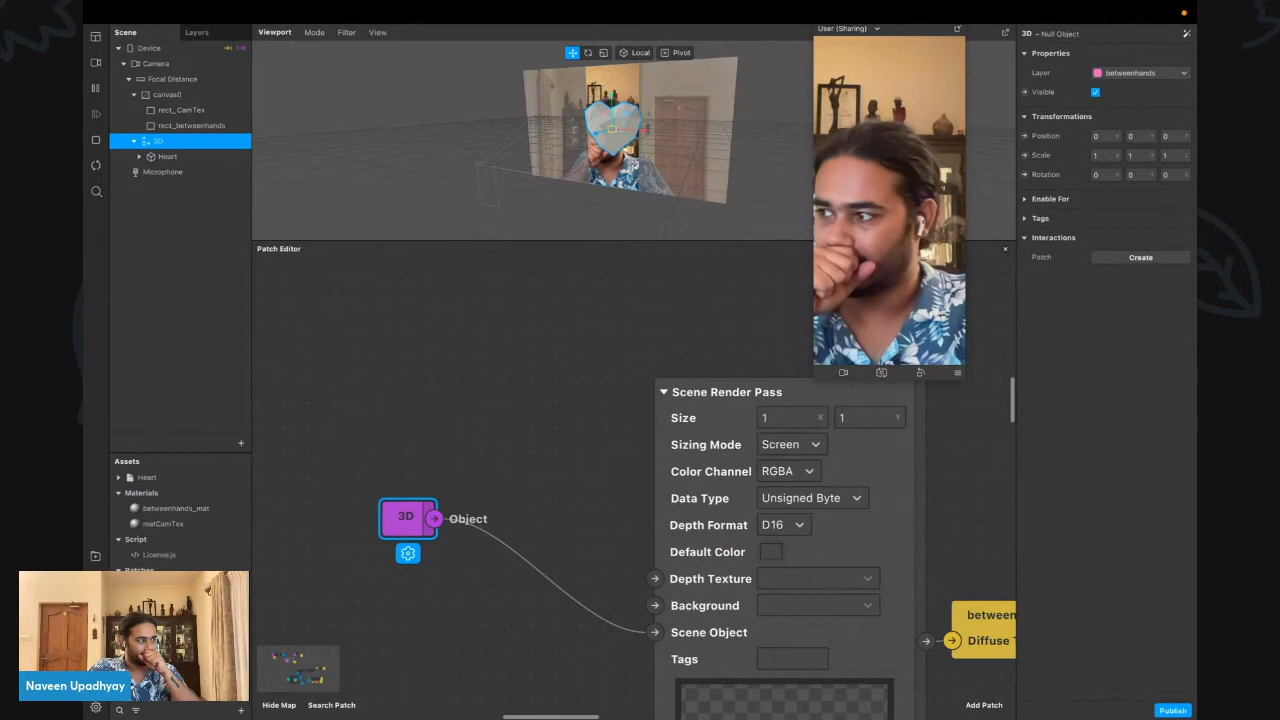 Scene
Layers
Device
Camera
Focal Distance
canvas0
rect_CamTex
rect_betweenhands
3D
Heart
Microphone
Assets
Heart
Materials
betweenhands_mat
matCamTex
Script
License.js
Patches
Viewport
Mode
Filter
View
Local
Pivot
User (Sharing)
Patch Editor
3D
Object
Scene Render Pass
Size
1
X
1
Y
Sizing Mode
Screen
Color Channel
RGBA
Data Type
Unsigned Byte
Depth Format
D16
Default Color
Depth Texture
Background
Scene Object
Tags
between
Diffuse T
Hide Map
Search Patch
Add Patch
3D – Null Object
Properties
Layer
betweenhands
Visible
Transformations
Position
0 X 0 Y 0 Z
Scale
1 X 1 Y 1 Z
Rotation
0 X 0 Y 0 Z
Enable For
Tags
Interactions
Patch
Create
Publish
Naveen Upadhyay